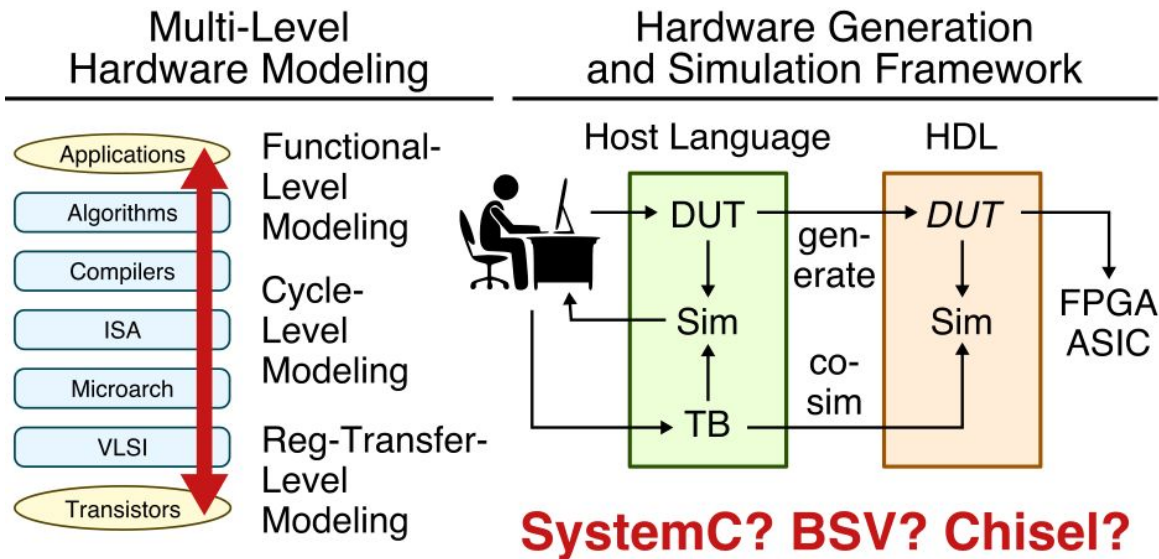 Multi-Level
Hardware Modeling
Applications
Algorithms
Compilers
ISA
Microarch
VLSI
Transistors
Functional-
Level
Modeling
Cycle-
Level
Modeling
Reg-Transfer-
Level
Modeling
Hardware Generation
and Simulation Framework
Host Language
HDL
DUT
gen-
erate
DUT
Sim
Sim
FPGA
ASIC
TB
co-
sim
SystemC? BSV? Chisel?